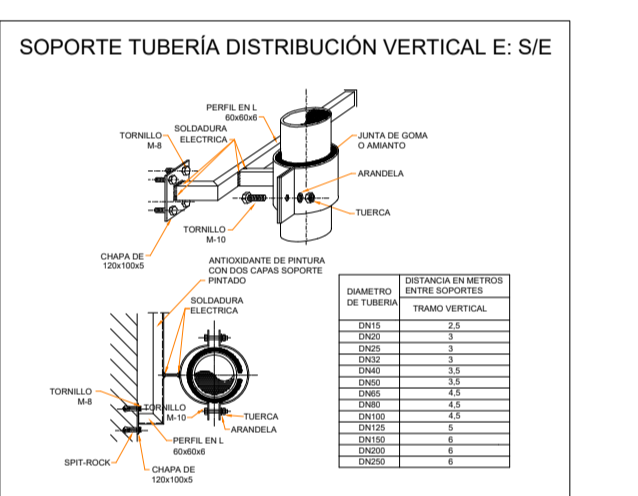 SOPORTE TUBERÍA DISTRIBUCIÓN VERTICAL E: S/E
PERFIL EN L
60x60x6
SOLDADURA
ELECTRICA
TORNILLO
M-8
JUNTA DE GOMA
O AMIANTO
ARANDELA
TUERCA
TORNILLO
M-10
CHAPA DE
120x100x5
ANTIOXIDANTE DE PINTURA
CON DOS CAPAS SOPORTE
PINTADO
SOLDADURA
ELECTRICA
TORNILLO
M-8
TORNILLO
M-10
TUERCA
ARANDELA
PERFIL EN L
60x60x6
SPIT-ROCK
CHAPA DE
120x100x5
DIAMETRO
DE TUBERIA
DISTANCIA EN METROS
ENTRE SOPORTES
TRAMO VERTICAL
DN15 2,5
DN20 3
DN25 3
DN32 3
DN40 3,5
DN50 3,5
DN65 4,5
DN80 4,5
DN100 4,5
DN125 5
DN150 6
DN200 6
DN250 6